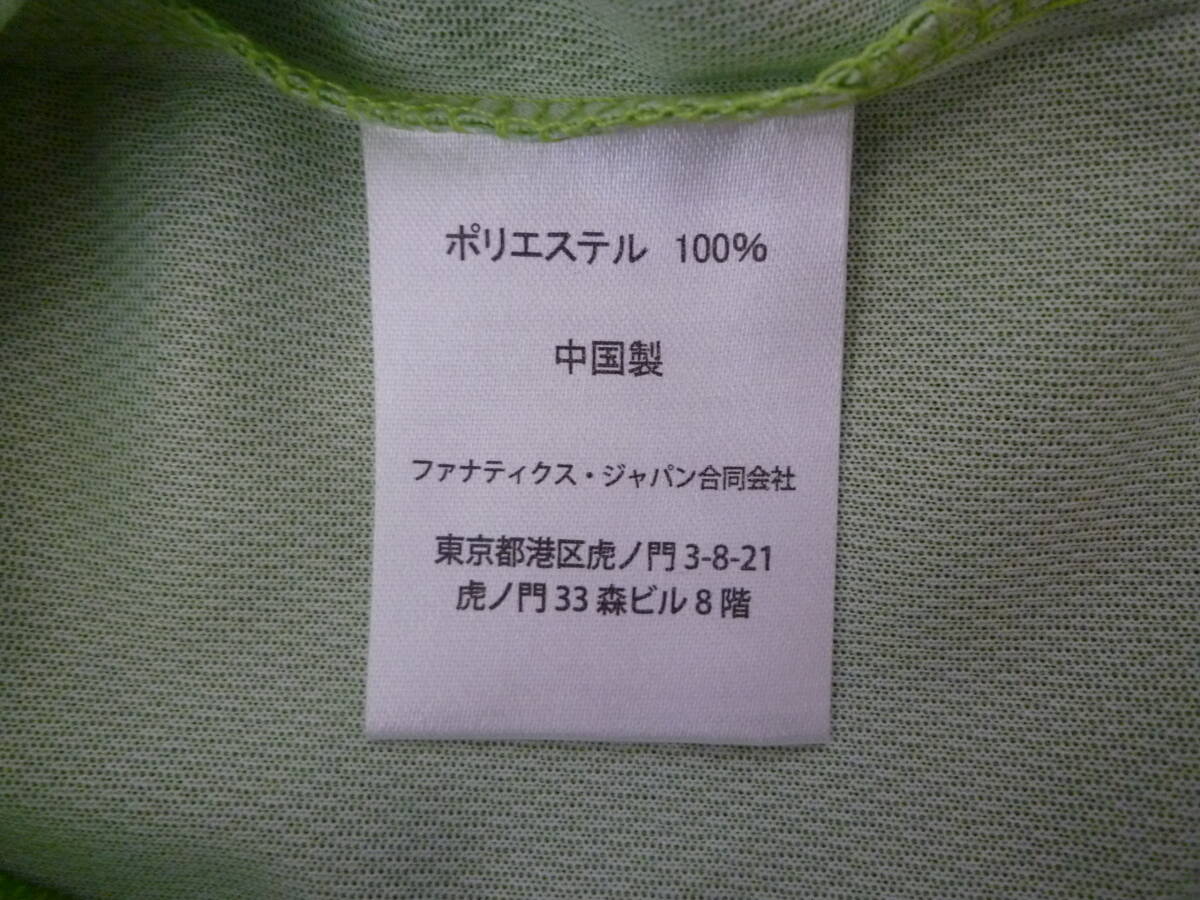 ポリエステル 100%
中国製
ファナティクス・ジャパン合同会社
東京都港区虎ノ門 3-8-21
虎ノ門 33 森ビル 8 階